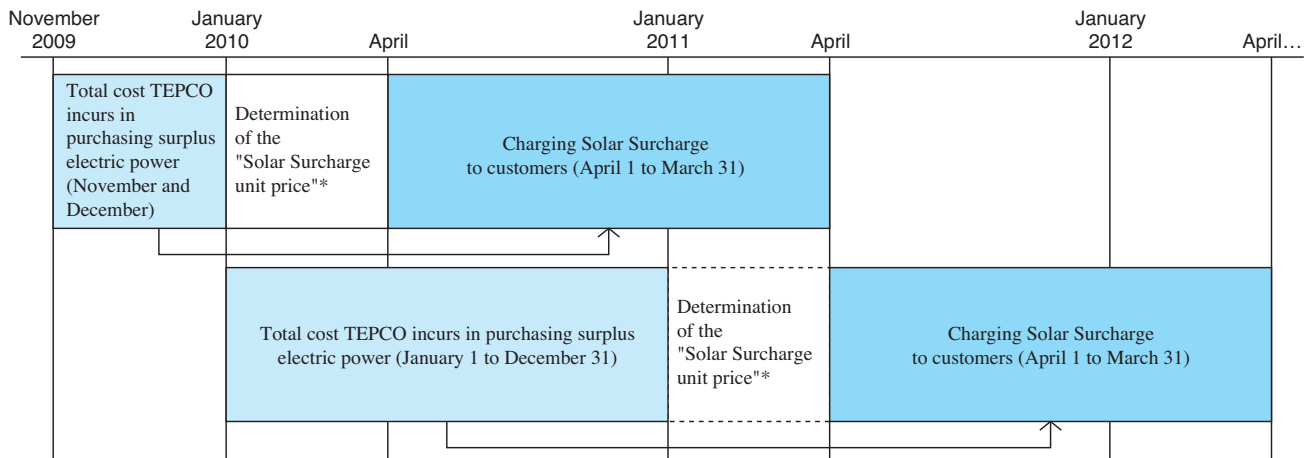 November
2009
January
2010
April
January
2011
April
January
2012
April…
Total cost TEPCO
incurs in
purchasing surplus
electric power
(November and
December)
Determination
of the
"Solar Surcharge
unit price"*
Charging Solar Surcharge
to customers (April 1 to March 31)
Total cost TEPCO incurs in purchasing surplus
electric power (January 1 to December 31)
Determination
of the
"Solar Surcharge
unit price"*
Charging Solar Surcharge
to customers (April 1 to March 31)